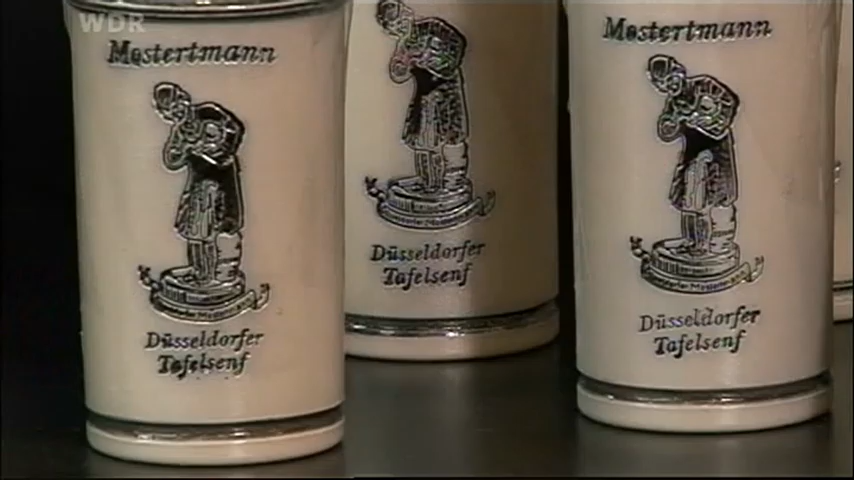 WDR
Mostertmann
Düsseldorfer
Tafelsenf
Düsseldorfer
Tafelsenf
Mostertmann
Düsseldorfer
Tafelsenf